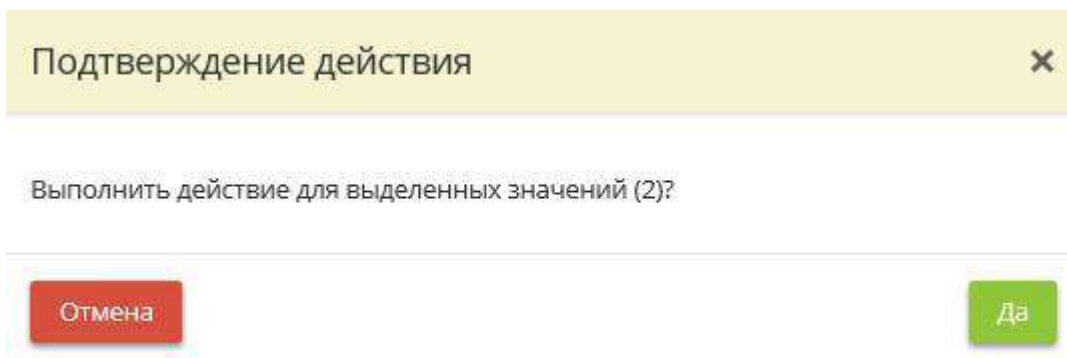 Подтверждение действия
Выполнить действие для выделенных значений (2)?
Отмена
Да